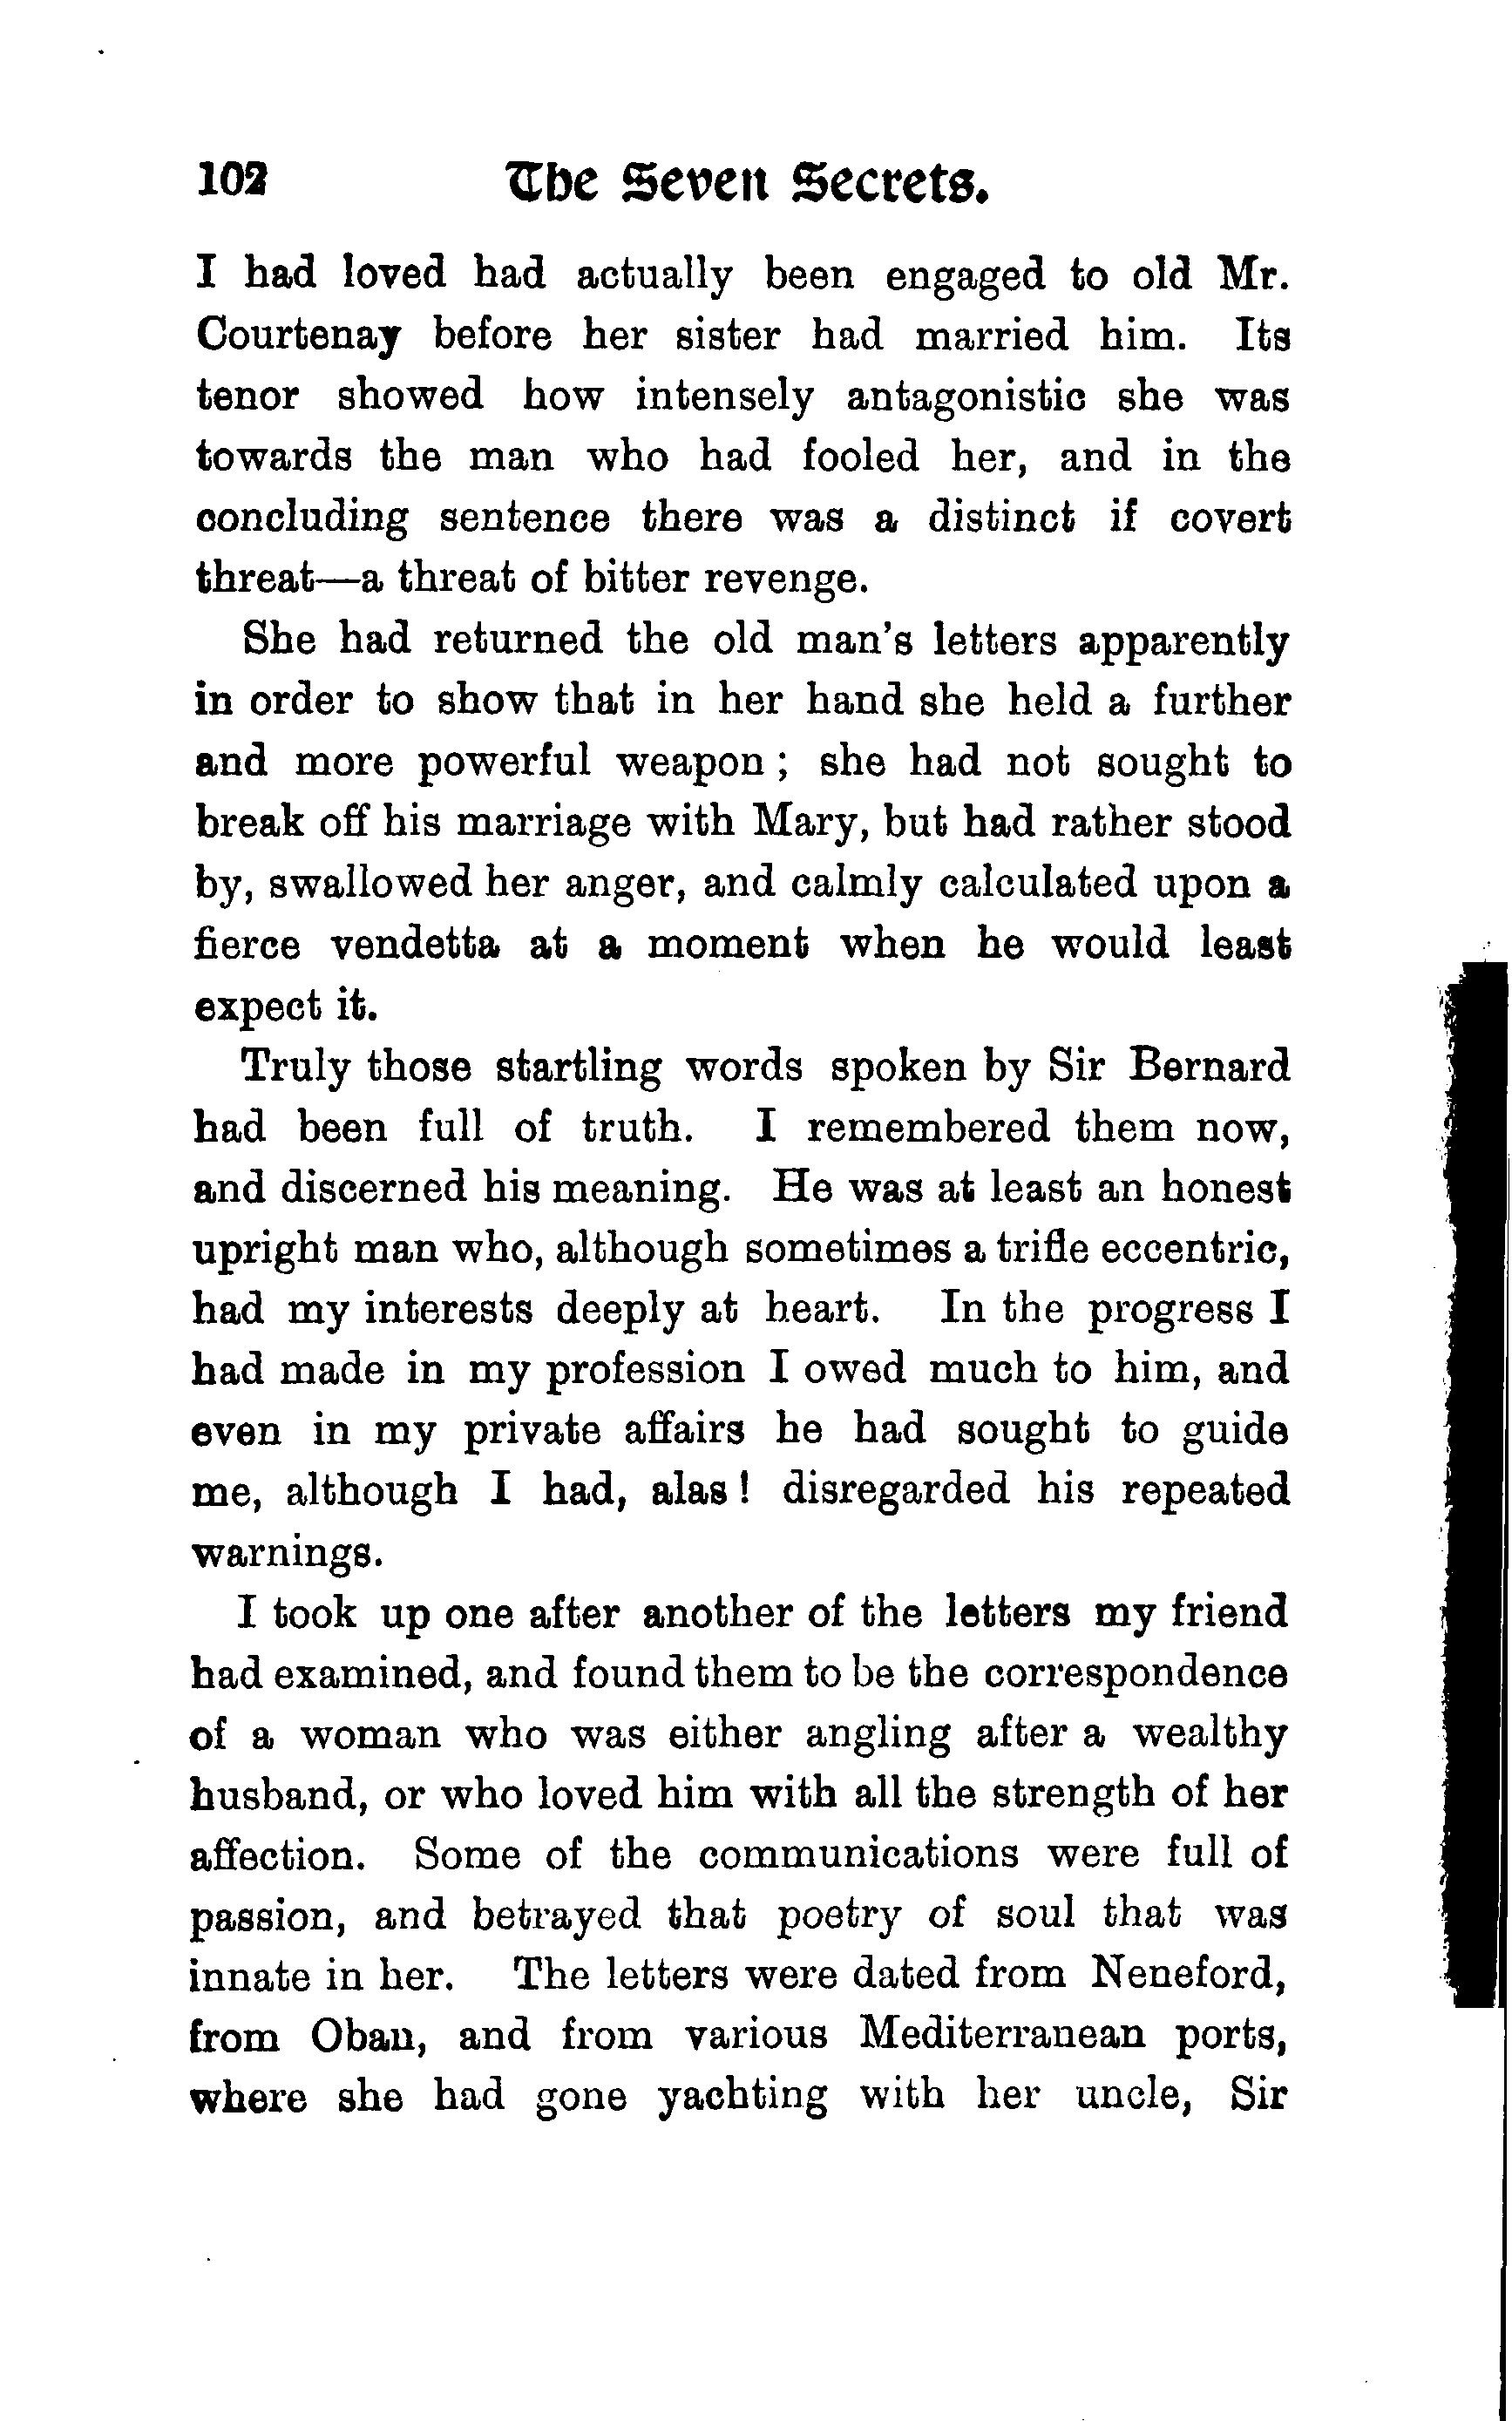 102 The Seven Secrets.
I had loved had actually been engaged to old Mr.
Courtenay before her sister had married him. Its
tenor showed how intensely antagonistic she was
towards the man who had fooled her, and in the
concluding sentence there was a distinct if covert
threat—a threat of bitter revenge.
She had returned the old man's letters apparently
in order to show that in her hand she held a further
and more powerful weapon ; she had not sought to
break off his marriage with Mary, but had rather stood
by, swallowed her anger, and calmly calculated upon a
fierce vendetta at a moment when he would least
expect it.
Truly those startling words spoken by Sir Bernard
had been full of truth. I remembered them now,
and discerned his meaning. He was at least an honest
upright man who, although sometimes a trifle eccentric,
had my interests deeply at heart. In the progress I
had made in my profession I owed much to him, and
even in my private affairs he had sought to guide
me, although I had, alas ! disregarded his repeated
warnings.
I took up one after another of the letters my friend
had examined, and found them to be the correspondence
of a woman who was either angling after a wealthy
husband, or who loved him with all the strength of her
affection. Some of the communications were full of
passion, and betrayed that poetry of soul that was
innate in her. The letters were dated from Neneford,
from Oban, and from various Mediterranean ports,
where she had gone yachting with her uncle, Sir